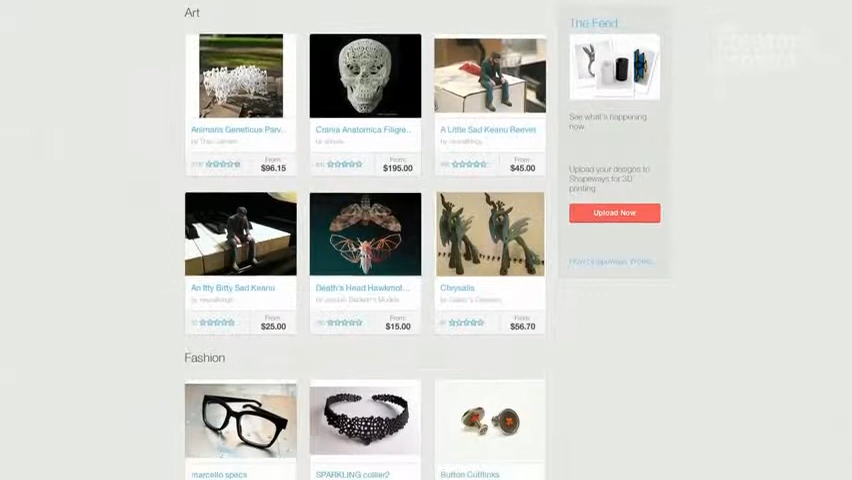 Art
The Feed
Animaris Geneticus Parv...
Crania Anatomica Filigre...
A Little Sad Keanu Reeves
From:
$96.15
From:
$195.00
From:
$45.00
See what's happening
now.
Upload your designs to
Shapeways for 3D
printing.
Upload Now
An Itty Bitty Sad Keanu
Death's Head Hawkmot...
Chrysalis
From:
$25.00
From:
$15.00
From:
$56.70
Fashion
marcello specs
SPARKLING collier2
Button Cufflinks